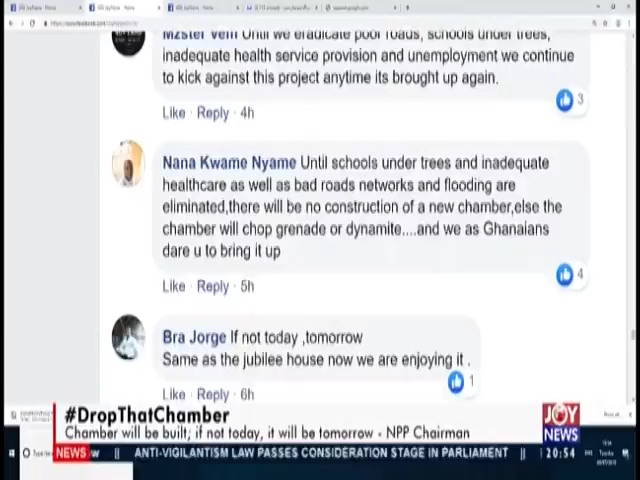 Mzster Vem Until we eradicate poor roads, schools under trees,
inadequate health service provision and unemployment we continue
to kick against this project anytime its brought up again.
3
Like · Reply · 4h
Nana Kwame Nyame Until schools under trees and inadequate
healthcare as well as bad roads networks and flooding are
eliminated,there will be no construction of a new chamber,else the
chamber will chop grenade or dynamite....and we as Ghanaians
dare u to bring it up
4
Like · Reply · 5h
Bra Jorge If not today ,tomorrow
Same as the jubilee house now we are enjoying it .
1
Like · Reply · 6h
#DropThatChamber
Chamber will be built; if not today, it will be tomorrow - NPP Chairman
JOY
NEWS
NEWS w || ANTI-VIGILANTISM LAW PASSES CONSIDERATION STAGE IN PARLIAMENT || 20:54